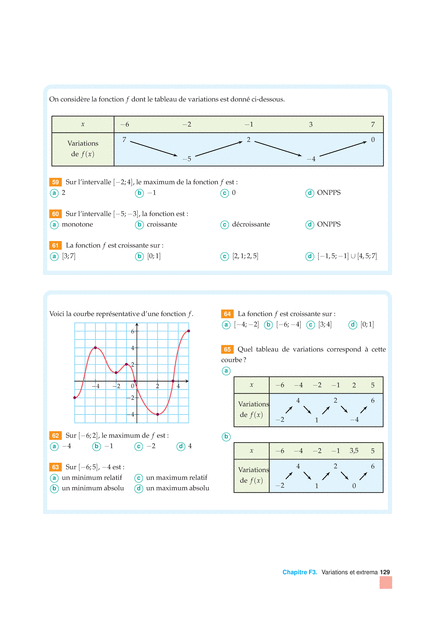 On considère la fonction f dont le tableau de variations est donné ci-dessous.
x −6 −2 −1 3 7
Variations de f(x) 7 −5 2 −4 0
59 Sur l'intervalle [−2;4], le maximum de la fonction f est :
a 2 b −1 c 0 d ONPPS
60 Sur l'intervalle [−5;−3], la fonction est :
a monotone b croissante c décroissante d ONPPS
61 La fonction f est croissante sur :
a [3;7] b [0;1] c [2,1;2,5] d [−1,5;−1] ∪ [4,5;7]
Voici la courbe représentative d'une fonction f.
6
4
2
−4 −2 0 2 4
−2
−4
62 Sur [−6;2], le maximum de f est :
a −4 b −1 c −2 d 4
63 Sur [−6;5], −4 est :
a un minimum relatif c un maximum relatif
b un minimum absolu d un maximum absolu
64 La fonction f est croissante sur :
a [−4;−2] b [−6;−4] c [3;4] d [0;1]
65 Quel tableau de variations correspond à cette
courbe ?
a
x −6 −4 −2 −1 2 5
Variations de f(x) −2 4 1 2 −4 6
b
x −6 −4 −2 −1 3,5 5
Variations de f(x) −2 4 1 2 0 6
Chapitre F3. Variations et extrema 129